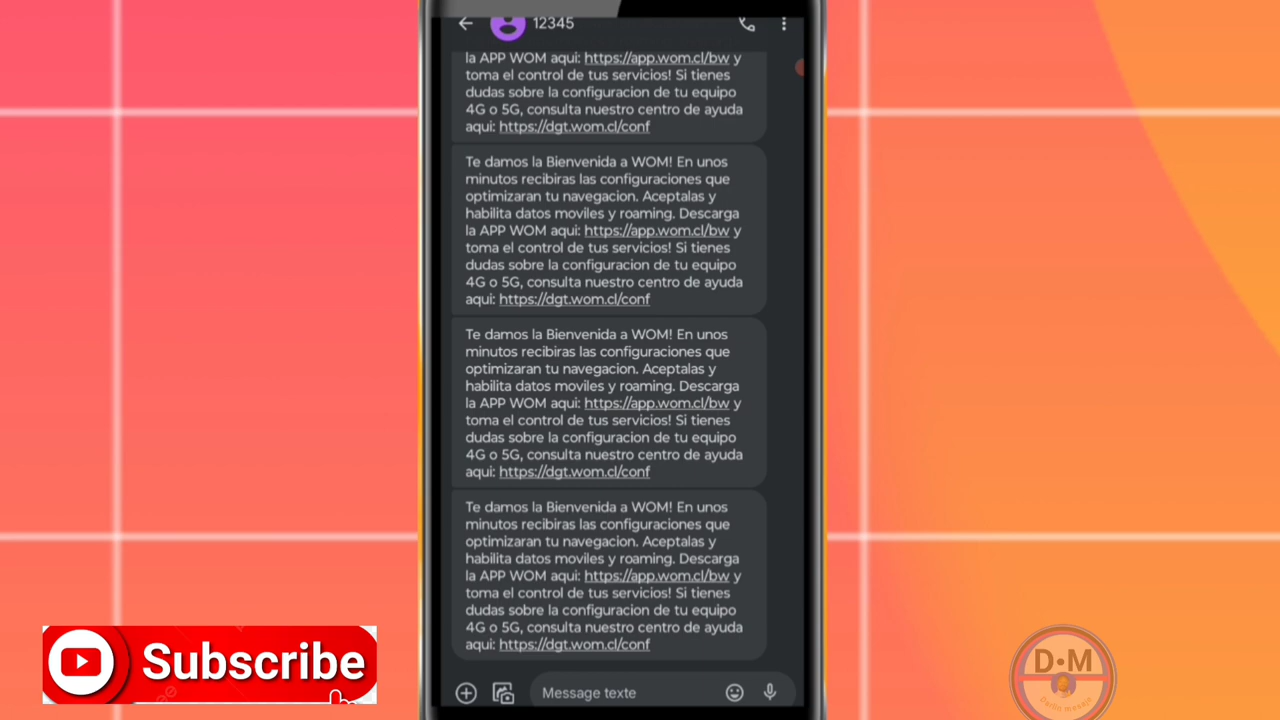 12345
la APP WOM aqui: https://app.wom.cl/bw y
toma el control de tus servicios! Si tienes
dudas sobre la configuracion de tu equipo
4G o 5G, consulta nuestro centro de ayuda
aqui: https://dgt.wom.cl/conf
Te damos la Bienvenida a WOM! En unos
minutos recibiras las configuraciones que
optimizaran tu navegacion. Aceptalas y
habilita datos moviles y roaming. Descarga
la APP WOM aqui: https://app.wom.cl/bw y
toma el control de tus servicios! Si tienes
dudas sobre la configuracion de tu equipo
4G o 5G, consulta nuestro centro de ayuda
aqui: https://dgt.wom.cl/conf
Te damos la Bienvenida a WOM! En unos
minutos recibiras las configuraciones que
optimizaran tu navegacion. Aceptalas y
habilita datos moviles y roaming. Descarga
la APP WOM aqui: https://app.wom.cl/bw y
toma el control de tus servicios! Si tienes
dudas sobre la configuracion de tu equipo
4G o 5G, consulta nuestro centro de ayuda
aqui: https://dgt.wom.cl/conf
Te damos la Bienvenida a WOM! En unos
minutos recibiras las configuraciones que
optimizaran tu navegacion. Aceptalas y
habilita datos moviles y roaming. Descarga
la APP WOM aqui: https://app.wom.cl/bw y
toma el control de tus servicios! Si tienes
dudas sobre la configuracion de tu equipo
4G o 5G, consulta nuestro centro de ayuda
aqui: https://dgt.wom.cl/conf
Message texte
Subscribe
D•M